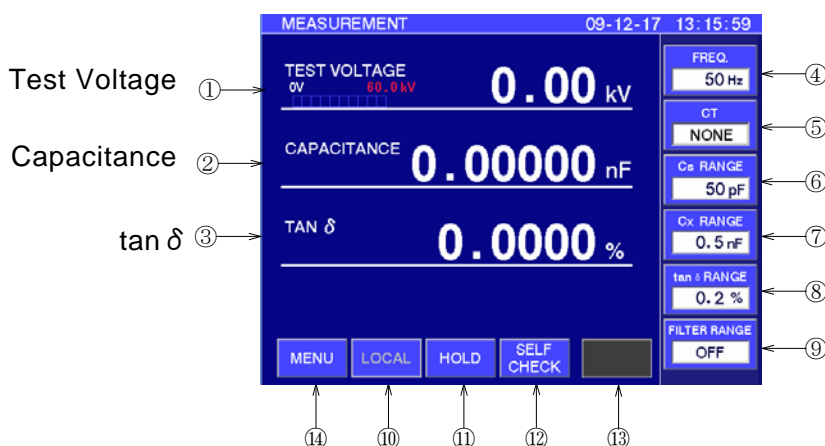 MEASUREMENT 09-12-17 13:15:59
Test Voltage ① TEST VOLTAGE 0.00 kV
0V 60.0kV
Capacitance ② CAPACITANCE 0.00000 nF
tan δ ③ TAN δ 0.0000 %
FREQ.
50 Hz ④
CT
NONE ⑤
Cs RANGE
50 pF ⑥
Cx RANGE
0.5 nF ⑦
tan δ RANGE
0.2 % ⑧
FILTER RANGE
OFF ⑨
MENU LOCAL HOLD SELF CHECK
⑭ ⑩ ⑪ ⑫ ⑬